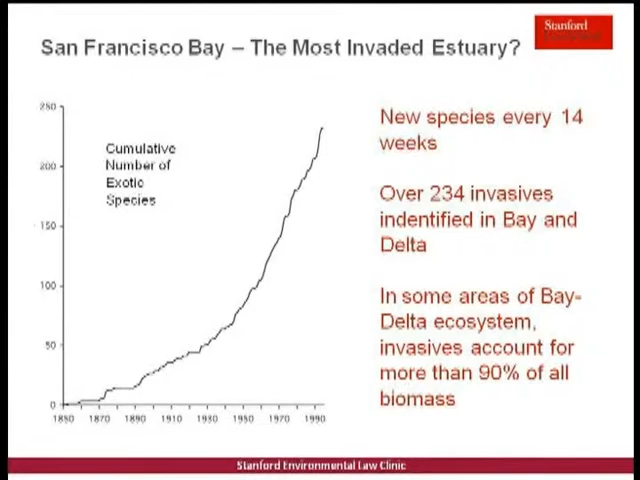 San Francisco Bay – The Most Invaded Estuary?
Stanford
Cumulative
Number of
Exotic
Species
250
200
150
100
50
0
1850 1870 1890 1910 1930 1950 1970 1990
New species every 14
weeks
Over 234 invasives
indentified in Bay and
Delta
In some areas of Bay-
Delta ecosystem,
invasives account for
more than 90% of all
biomass
Stanford Environmental Law Clinic